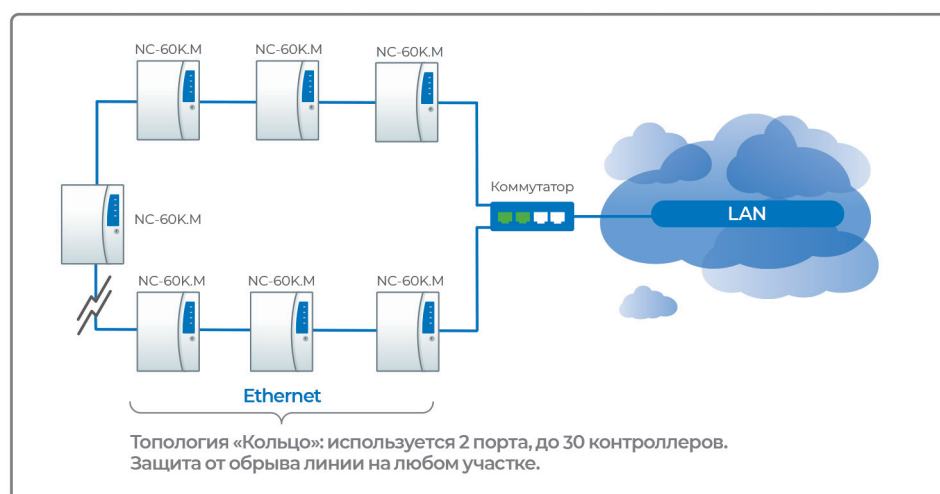 NC-60K.M
NC-60K.M
NC-60K.M
Коммутатор
NC-60K.M
LAN
NC-60K.M
NC-60K.M
NC-60K.M
Ethernet
Топология «Кольцо»: используется 2 порта, до 30 контроллеров.
Защита от обрыва линии на любом участке.